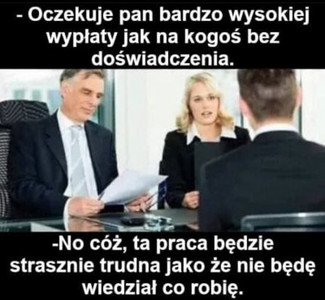 - Oczekuje pan bardzo wysokiej
wypłaty jak na kogoś bez
doświadczenia.
-No cóż, ta praca będzie
strasznie trudna jako że nie będę
wiedział co robię.